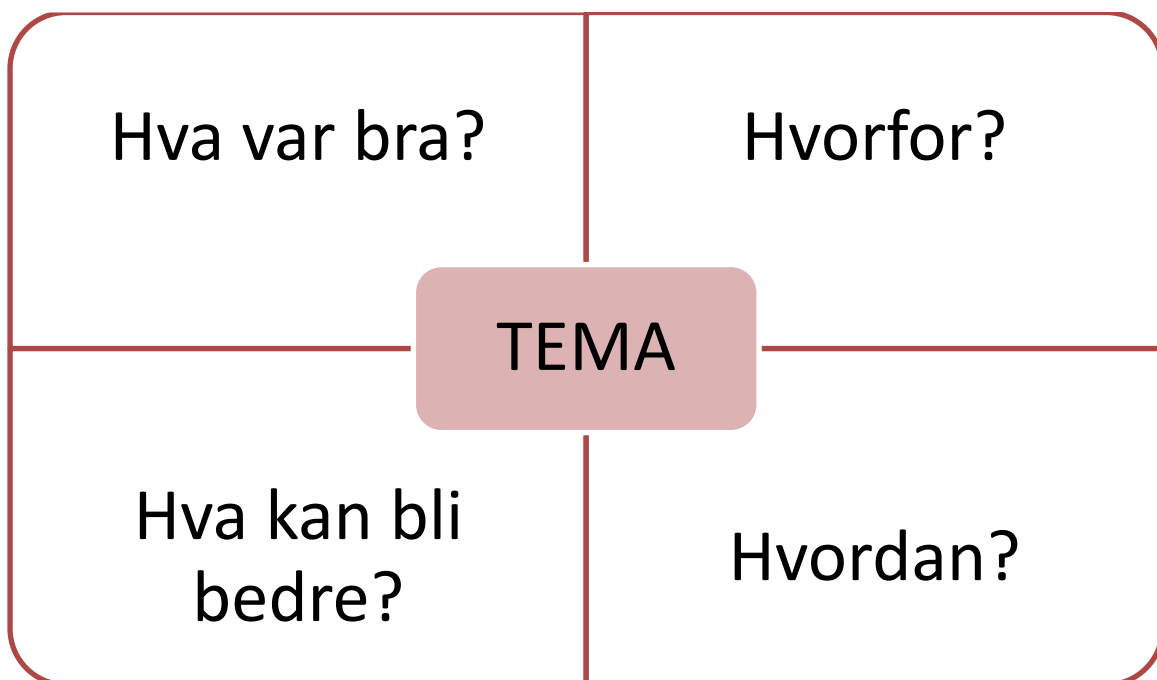 Hva var bra?
Hvorfor?
TEMA
Hva kan bli
bedre?
Hvordan?